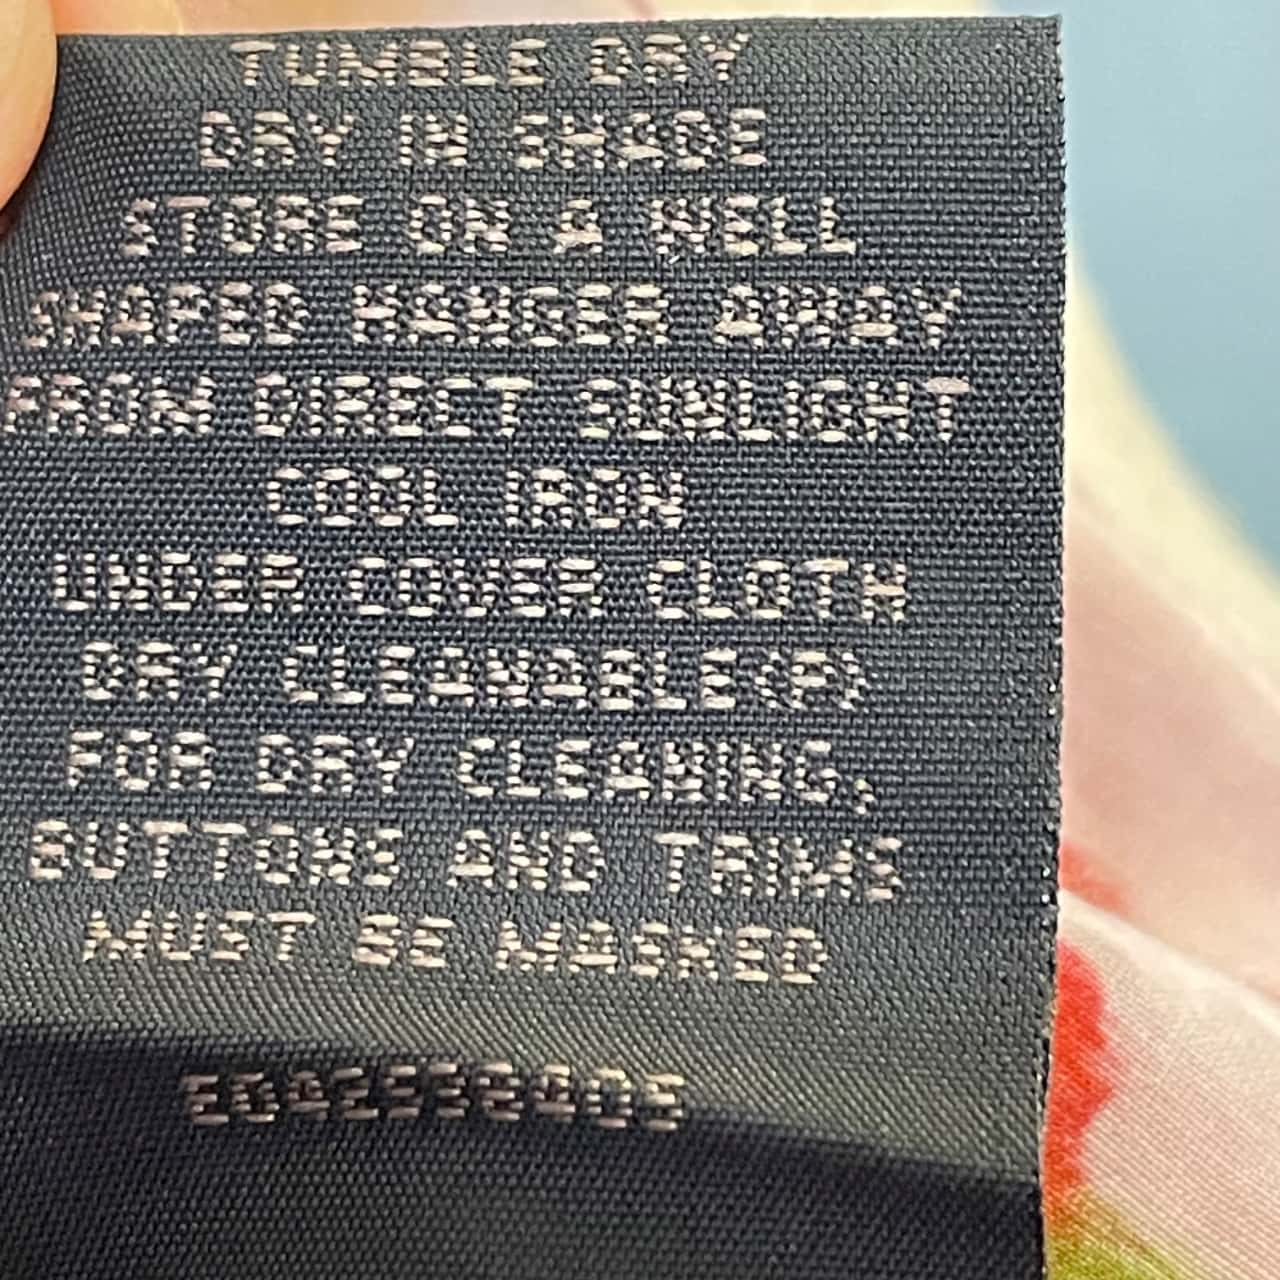 TUMBLE DRY
DRY IN SHADE
STORE ON A WELL
SHAPED HANGER AWAY
FROM DIRECT SUNLIGHT
COOL IRON
UNDER COVER CLOTH
DRY CLEANABLE(P)
FOR DRY CLEANING,
BUTTONS AND TRIMS
MUST BE MASKED